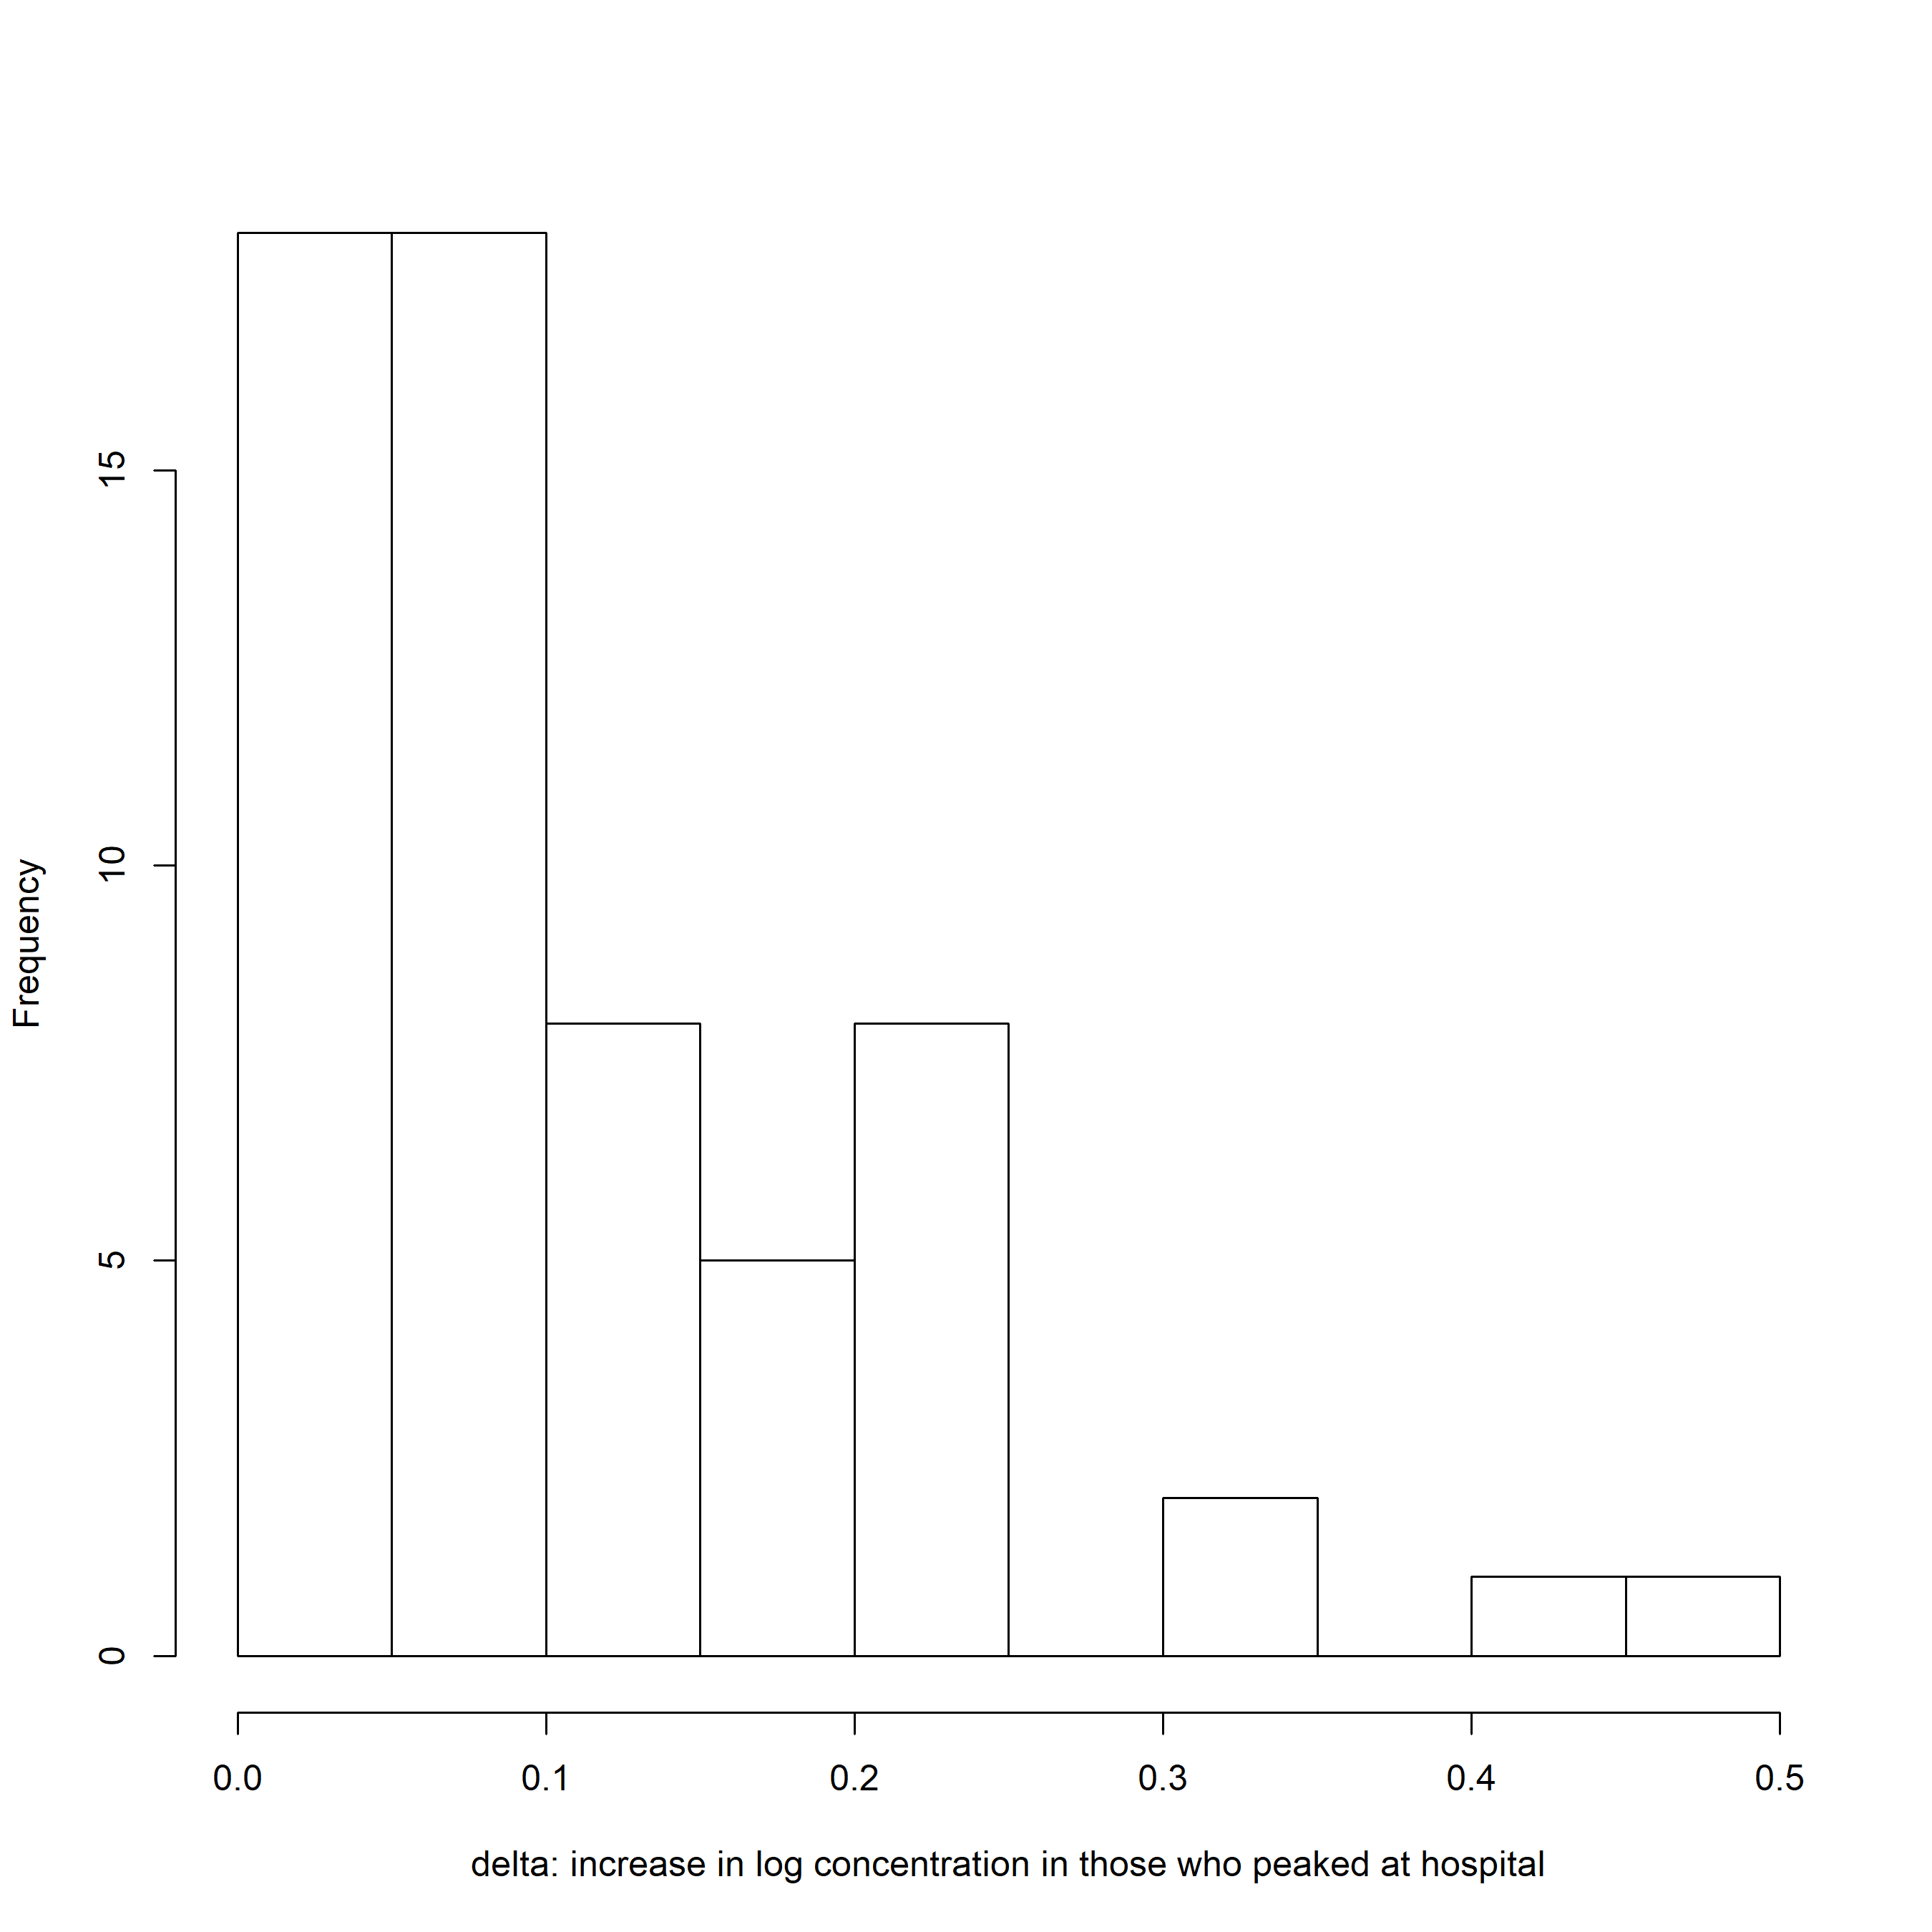 Frequency
15
10
5
0
0.0 0.1 0.2 0.3 0.4 0.5
delta: increase in log concentration in those who peaked at hospital